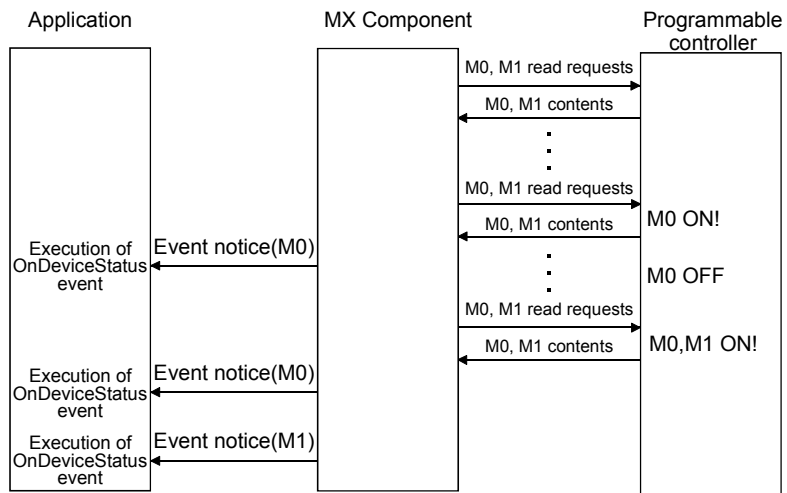 Application
MX Component
Programmable
controller
M0, M1 read requests
M0, M1 contents
M0, M1 read requests
M0 ON!
M0, M1 contents
Event notice(M0)
Execution of
OnDeviceStatus
event
M0 OFF
M0, M1 read requests
M0,M1 ON!
M0, M1 contents
Event notice(M0)
Execution of
OnDeviceStatus
event
Event notice(M1)
Execution of
OnDeviceStatus
event